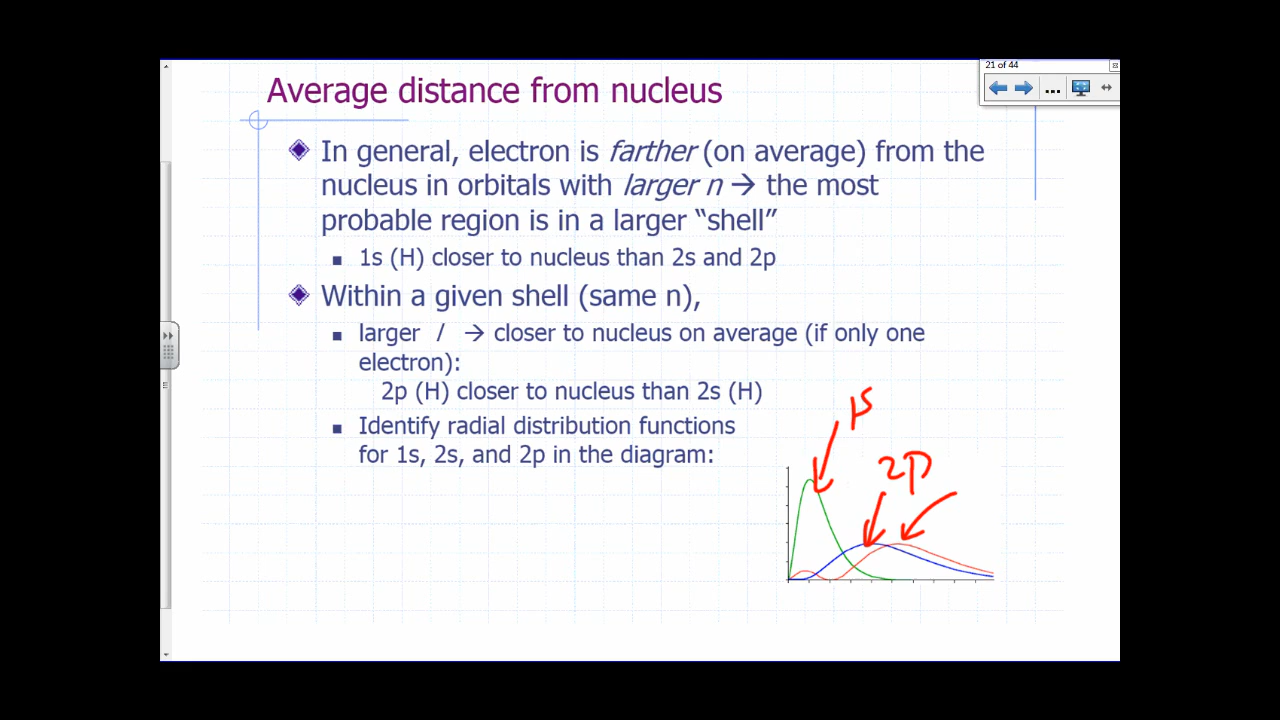 21 of 44
Average distance from nucleus
In general, electron is farther (on average) from the
nucleus in orbitals with larger n → the most
probable region is in a larger “shell”
1s (H) closer to nucleus than 2s and 2p
Within a given shell (same n),
larger l → closer to nucleus on average (if only one
electron):
2p (H) closer to nucleus than 2s (H)
Identify radial distribution functions
for 1s, 2s, and 2p in the diagram:
1s
2p